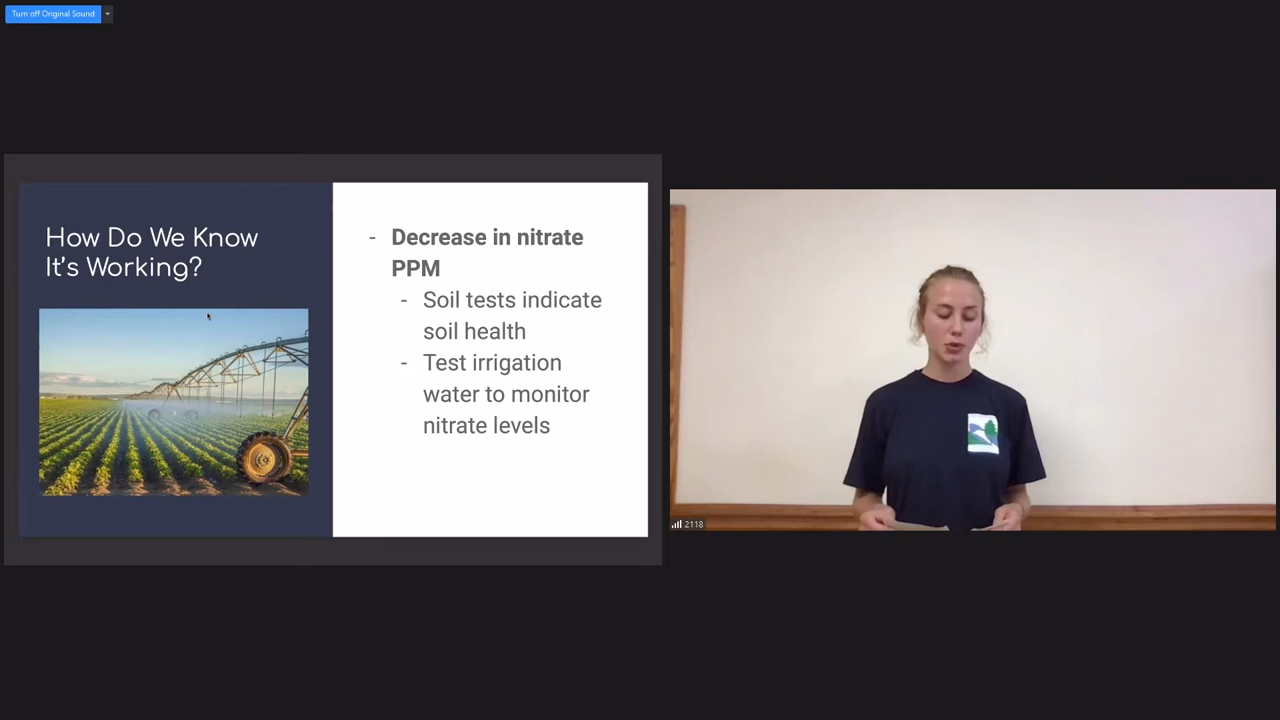 Turn off Original Sound
How Do We Know
It's Working?
- Decrease in nitrate
PPM
- Soil tests indicate
soil health
- Test irrigation
water to monitor
nitrate levels
2118